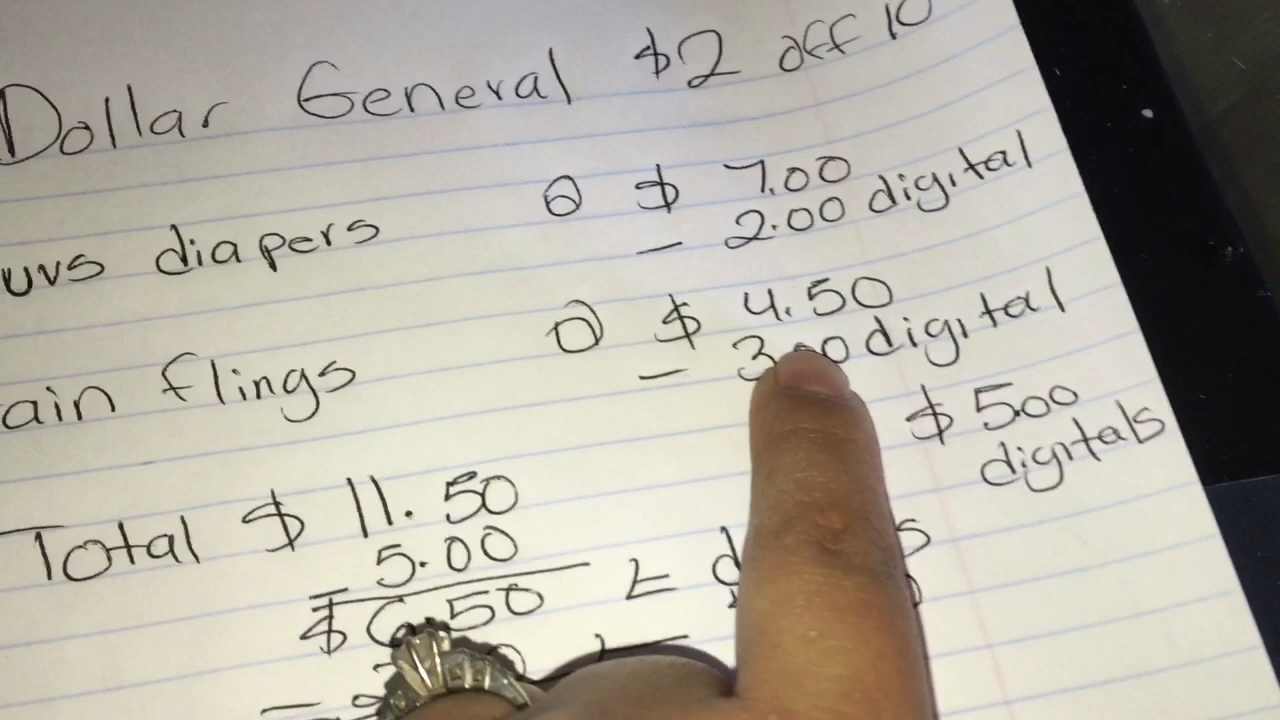 Dollar General $2 off 10
uvs diapers @ $ 7.00
- 2.00 digital
ain flings @ $ 4.50
- 3.00 digital
$ 5.00
digitals
Total $ 11.50
- 5.00
$ 6.50
-